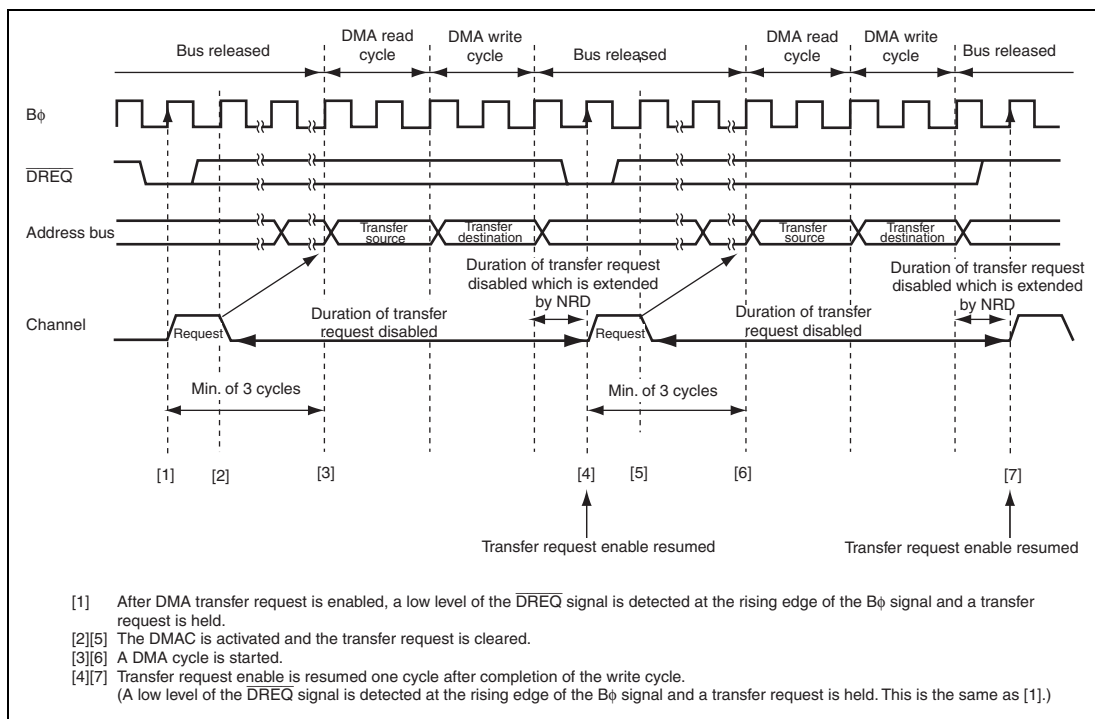 Bus released
DMA read
cycle
DMA write
cycle
Bus released
DMA read
cycle
DMA write
cycle
Bus released
Bφ
DREQ
Address bus
Transfer
source
Transfer
destination
Transfer
source
Transfer
destination
Channel
Request
Duration of transfer
request disabled
Duration of transfer request
disabled which is extended
by NRD
Request
Duration of transfer
request disabled
Duration of transfer request
disabled which is extended
by NRD
Min. of 3 cycles
Min. of 3 cycles
[1] [2] [3] [4] [5] [6] [7]
Transfer request enable resumed
Transfer request enable resumed
[1] After DMA transfer request is enabled, a low level of the DREQ signal is detected at the rising edge of the Bφ signal and a transfer
request is held.
[2][5] The DMAC is activated and the transfer request is cleared.
[3][6] A DMA cycle is started.
[4][7] Transfer request enable is resumed one cycle after completion of the write cycle.
(A low level of the DREQ signal is detected at the rising edge of the Bφ signal and a transfer request is held. This is the same as [1].)